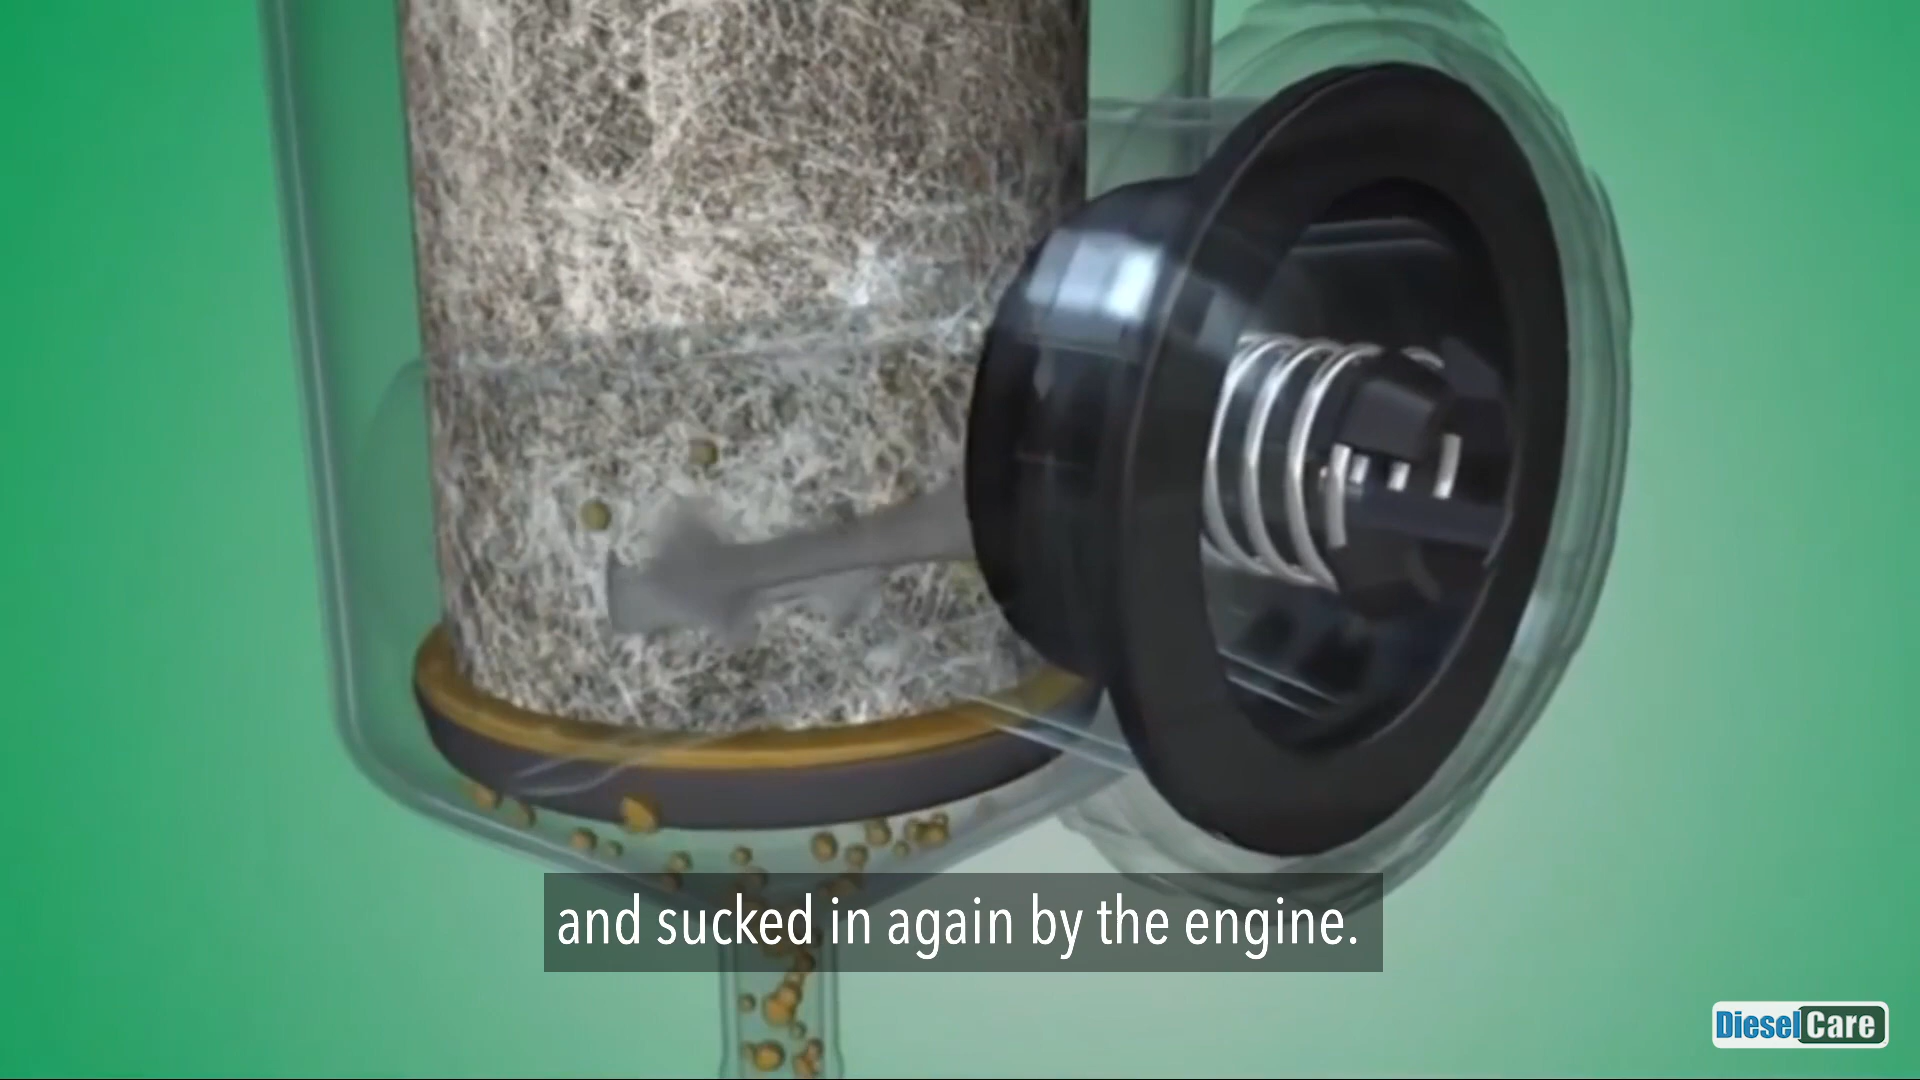 and sucked in again by the engine.
DieselCare